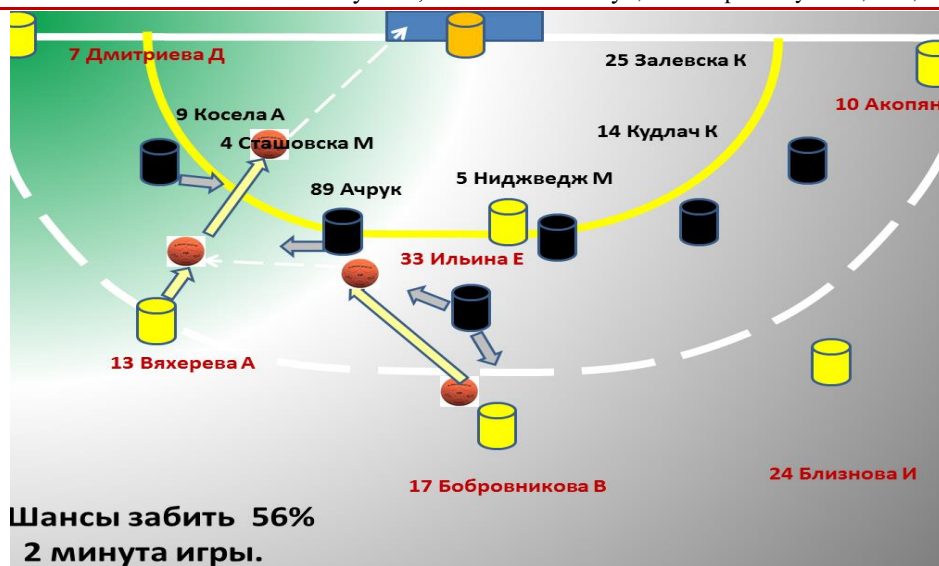 7 Дмитриева Д
25 Залевска К
10 Акопян
9 Косела А
14 Кудлач К
4 Сташовска М
89 Ачрук
5 Ниджведж М
33 Ильина Е
13 Вяхерева А
24 Близнова И
17 Бобровникова В
Шансы забить 56%
2 минута игры.